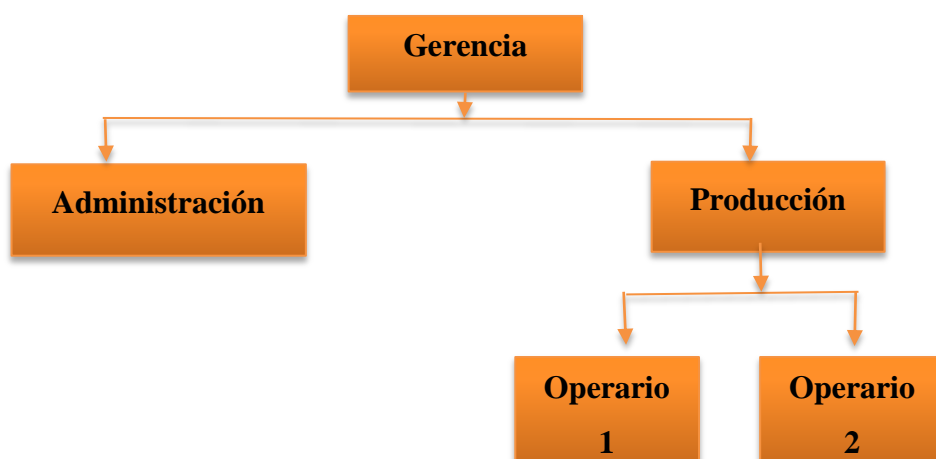 Gerencia
Administración
Producción
Operario
1
Operario
2